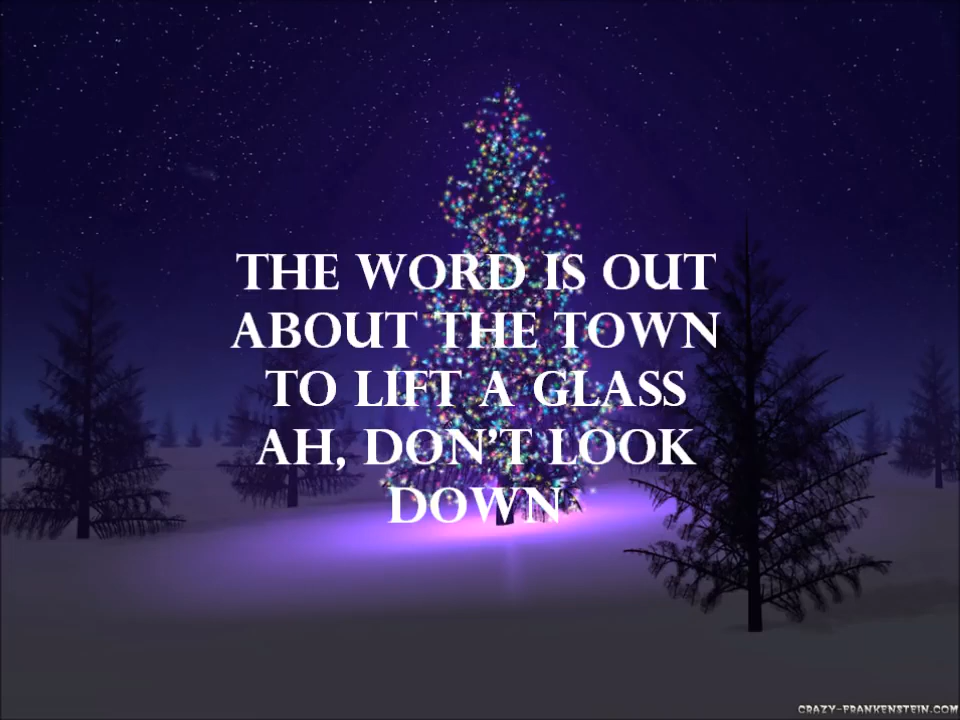 THE WORD IS OUT
ABOUT THE TOWN
TO LIFT A GLASS
AH, DON'T LOOK
DOWN
CRAZY-FRANKENSTEIN.COM